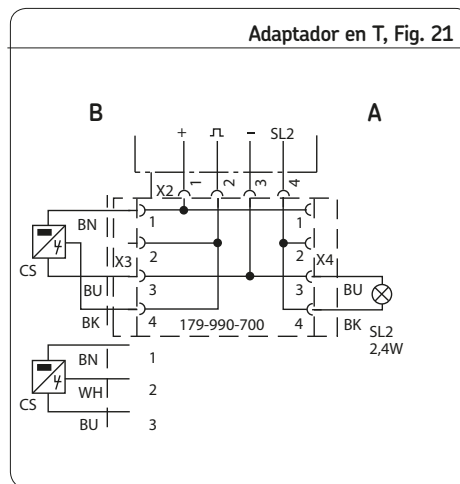 Adaptador en T, Fig. 21
B A
+ ⎍ − SL2
X2 1 2 3 4
BN 1 1
X3 2 2 X4
CS BU 3 3 BU
BK 4 179-990-700 4 BK SL2
2,4W
BN 1
CS WH 2
BU 3